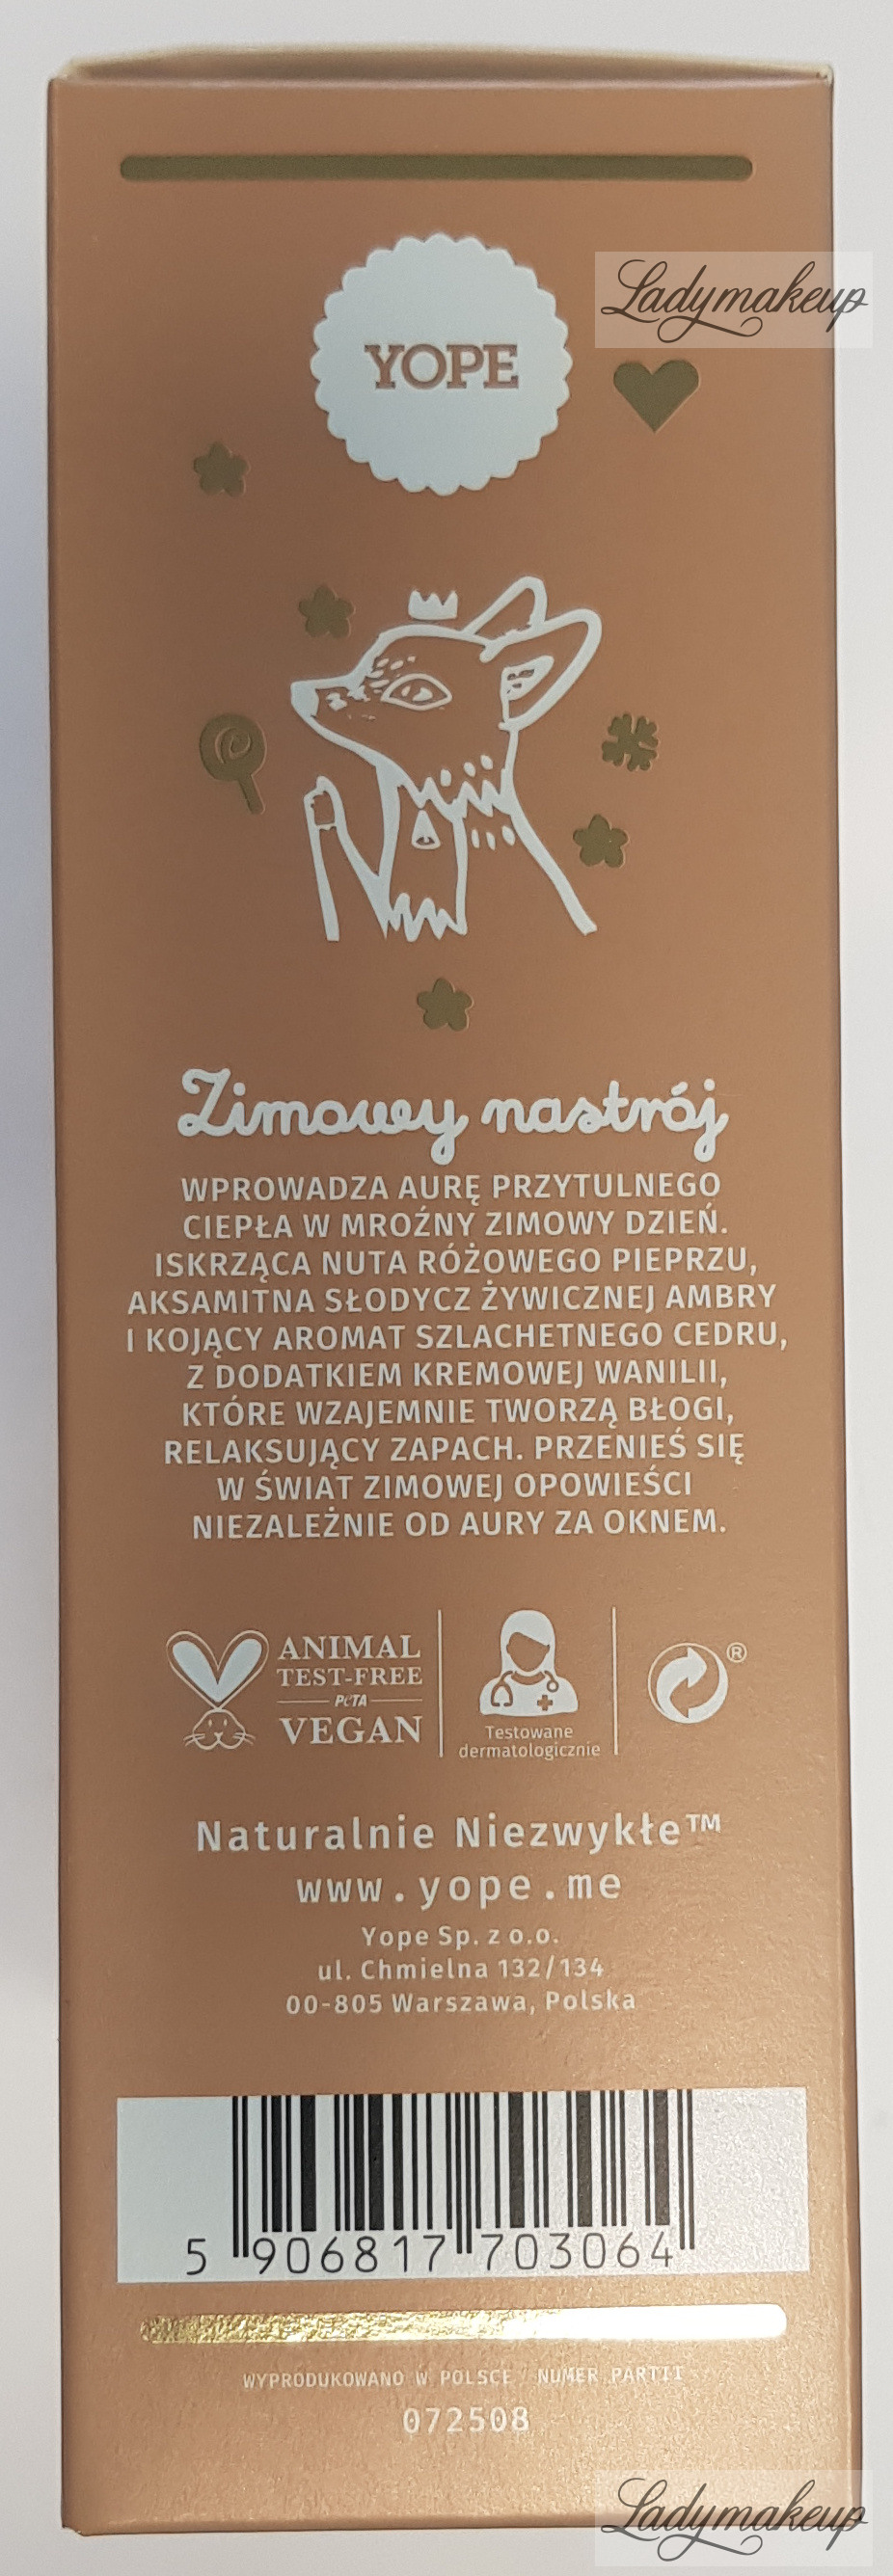 Ladymakeup
YOPE
Zimowy nastrój
WPROWADZA AURĘ PRZYTULNEGO
CIEPŁA W MROŹNY ZIMOWY DZIEŃ.
ISKRZĄCA NUTA RÓŻOWEGO PIEPRZU,
AKSAMITNA SŁODYCZ ŻYWICZNEJ AMBRY
I KOJĄCY AROMAT SZLACHETNEGO CEDRU,
Z DODATKIEM KREMOWEJ WANILII,
KTÓRE WZAJEMNIE TWORZĄ BŁOGI,
RELAKSUJĄCY ZAPACH. PRZENIEŚ SIĘ
W ŚWIAT ZIMOWEJ OPOWIEŚCI
NIEZALEŻNIE OD AURY ZA OKNEM.
ANIMAL
TEST-FREE
PETA
VEGAN
Testowane
dermatologicznie
®
Naturalnie Niezwykłe™
www.yope.me
Yope Sp. z o.o.
ul. Chmielna 132/134
00-805 Warszawa, Polska
5 906817 703064
WYPRODUKOWANO W POLSCE NUMER PARTII
072508
Ladymakeup